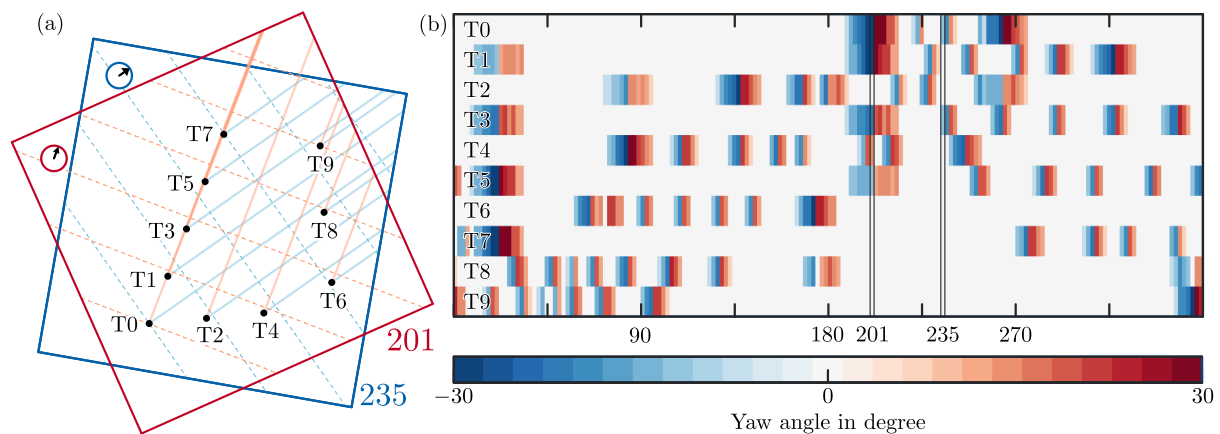 (a)
T7
T9
T5
T3
T8
T1
T6
T0
T2
T4
201
235
(b)
T0
T1
T2
T3
T4
T5
T6
T7
T8
T9
90 180 201 235 270
−30 0 30
Yaw angle in degree